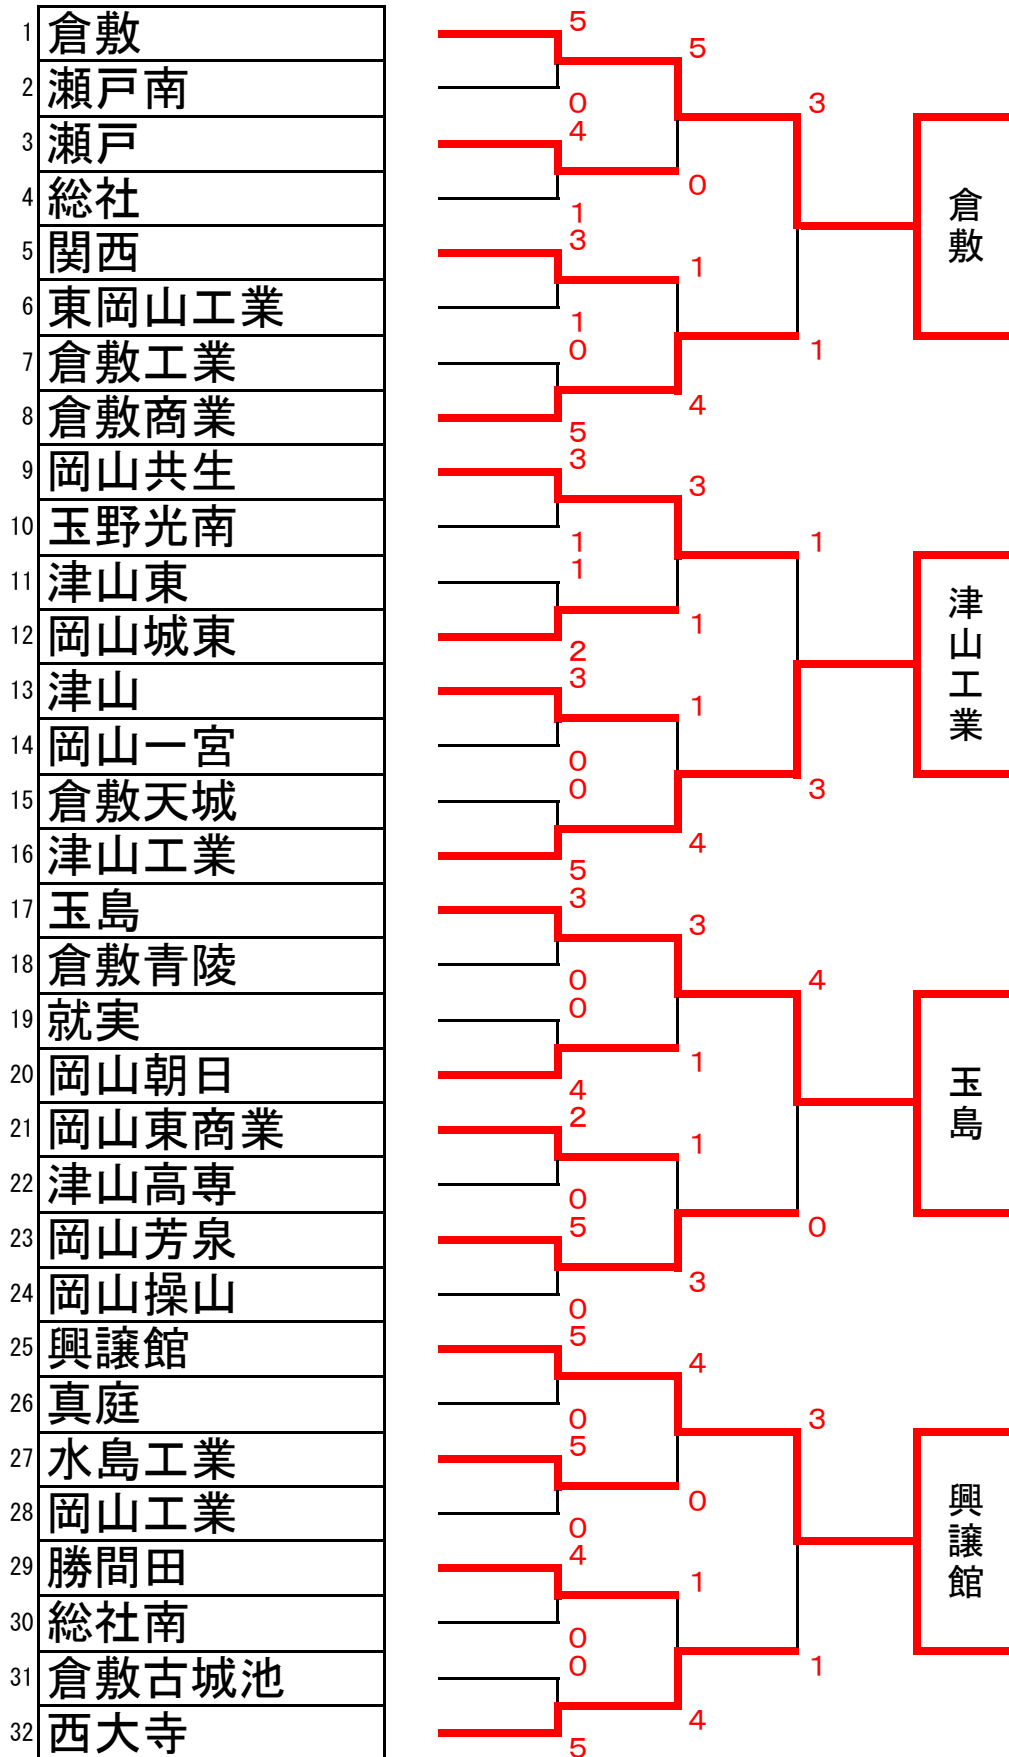 1 倉敷
2 瀬戸南
3 瀬戸
4 総社
5 関西
6 東岡山工業
7 倉敷工業
8 倉敷商業
9 岡山共生
10 玉野光南
11 津山東
12 岡山城東
13 津山
14 岡山一宮
15 倉敷天城
16 津山工業
17 玉島
18 倉敷青陵
19 就実
20 岡山朝日
21 岡山東商業
22 津山高専
23 岡山芳泉
24 岡山操山
25 興譲館
26 真庭
27 水島工業
28 岡山工業
29 勝間田
30 総社南
31 倉敷古城池
32 西大寺
5
0
4
1
3
1
0
5
3
1
1
2
3
0
0
5
3
0
0
4
2
0
5
0
5
0
5
0
4
0
0
5
5
0
1
4
3
1
1
4
3
1
1
3
4
0
1
4
3
1
1
3
4
0
3
1
倉敷
津山工業
玉島
興譲館